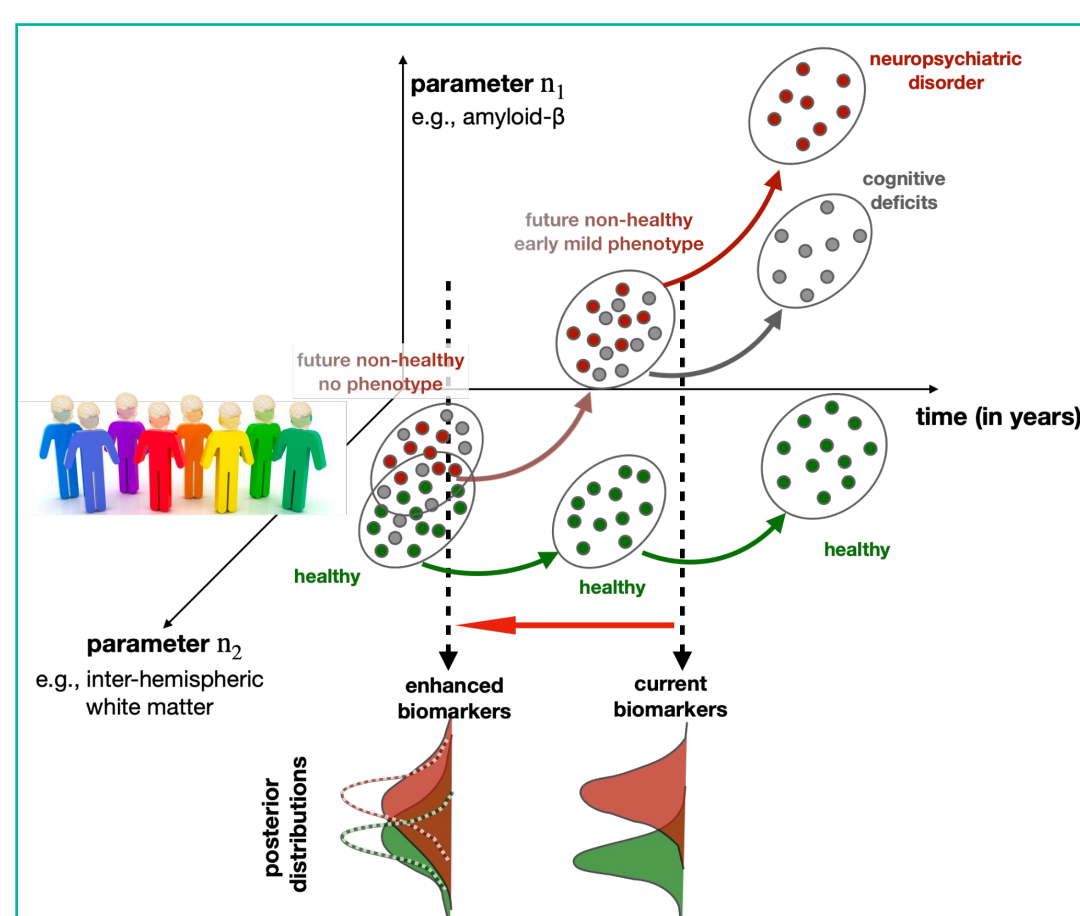 neuropsychiatric
disorder
parameter n₁
e.g., amyloid-β
cognitive
deficits
future non-healthy
early mild phenotype
future non-healthy
no phenotype
time (in years)
healthy
healthy
healthy
parameter n₂
e.g., inter-hemispheric
white matter
enhanced
biomarkers
current
biomarkers
posterior
distributions